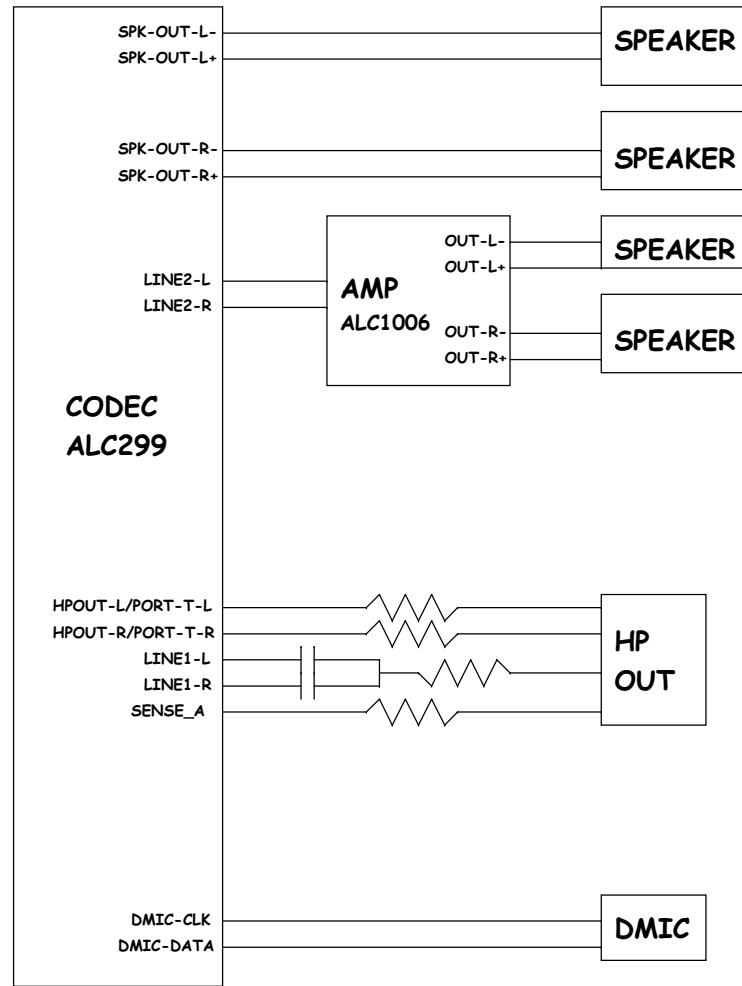 SPK-OUT-L-
SPK-OUT-L+
SPEAKER
SPK-OUT-R-
SPK-OUT-R+
SPEAKER
OUT-L-
OUT-L+
SPEAKER
LINE2-L
LINE2-R
AMP
ALC1006
OUT-R-
OUT-R+
SPEAKER
CODEC
ALC299
HPOUT-L/PORT-T-L
HPOUT-R/PORT-T-R
LINE1-L
LINE1-R
SENSE_A
HP
OUT
DMIC-CLK
DMIC-DATA
DMIC